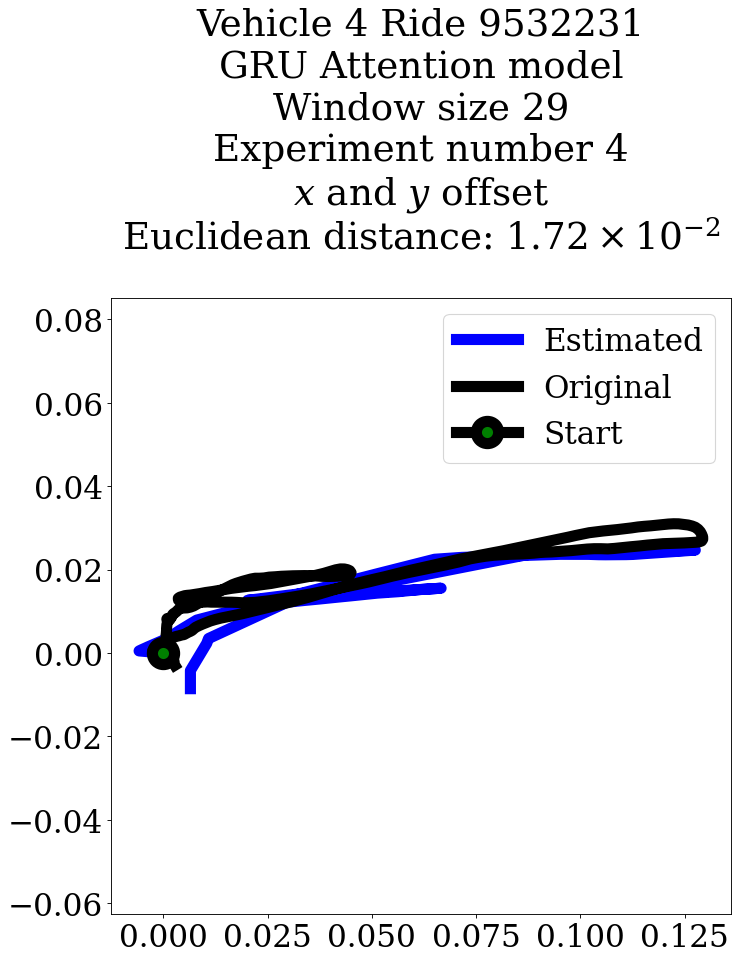 Vehicle 4 Ride 9532231
GRU Attention model
Window size 29
Experiment number 4
x and y offset
Euclidean distance: 1.72 × 10⁻²
0.08
0.06
0.04
0.02
0.00
−0.02
−0.04
−0.06
Estimated
Original
Start
0.000 0.025 0.050 0.075 0.100 0.125